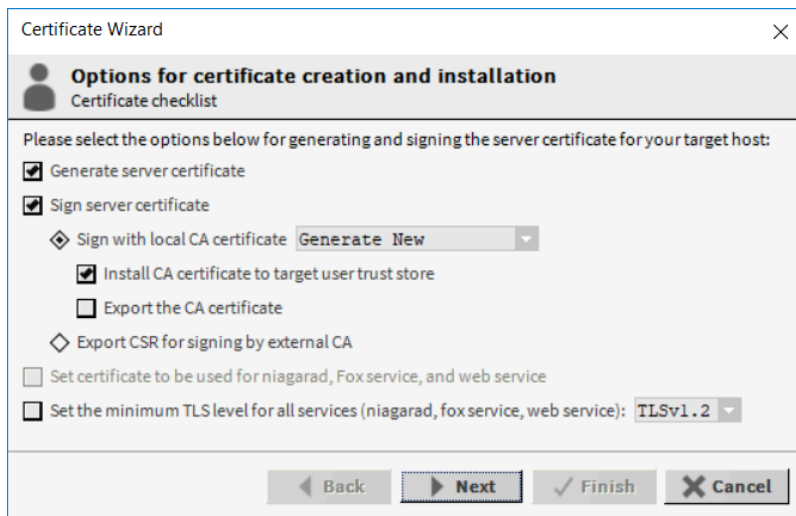 Certificate Wizard
Options for certificate creation and installation
Certificate checklist
Please select the options below for generating and signing the server certificate for your target host:
Generate server certificate
Sign server certificate
Sign with local CA certificate Generate New
Install CA certificate to target user trust store
Export the CA certificate
Export CSR for signing by external CA
Set certificate to be used for niagarad, Fox service, and web service
Set the minimum TLS level for all services (niagarad, fox service, web service): TLSv1.2
Back Next Finish Cancel